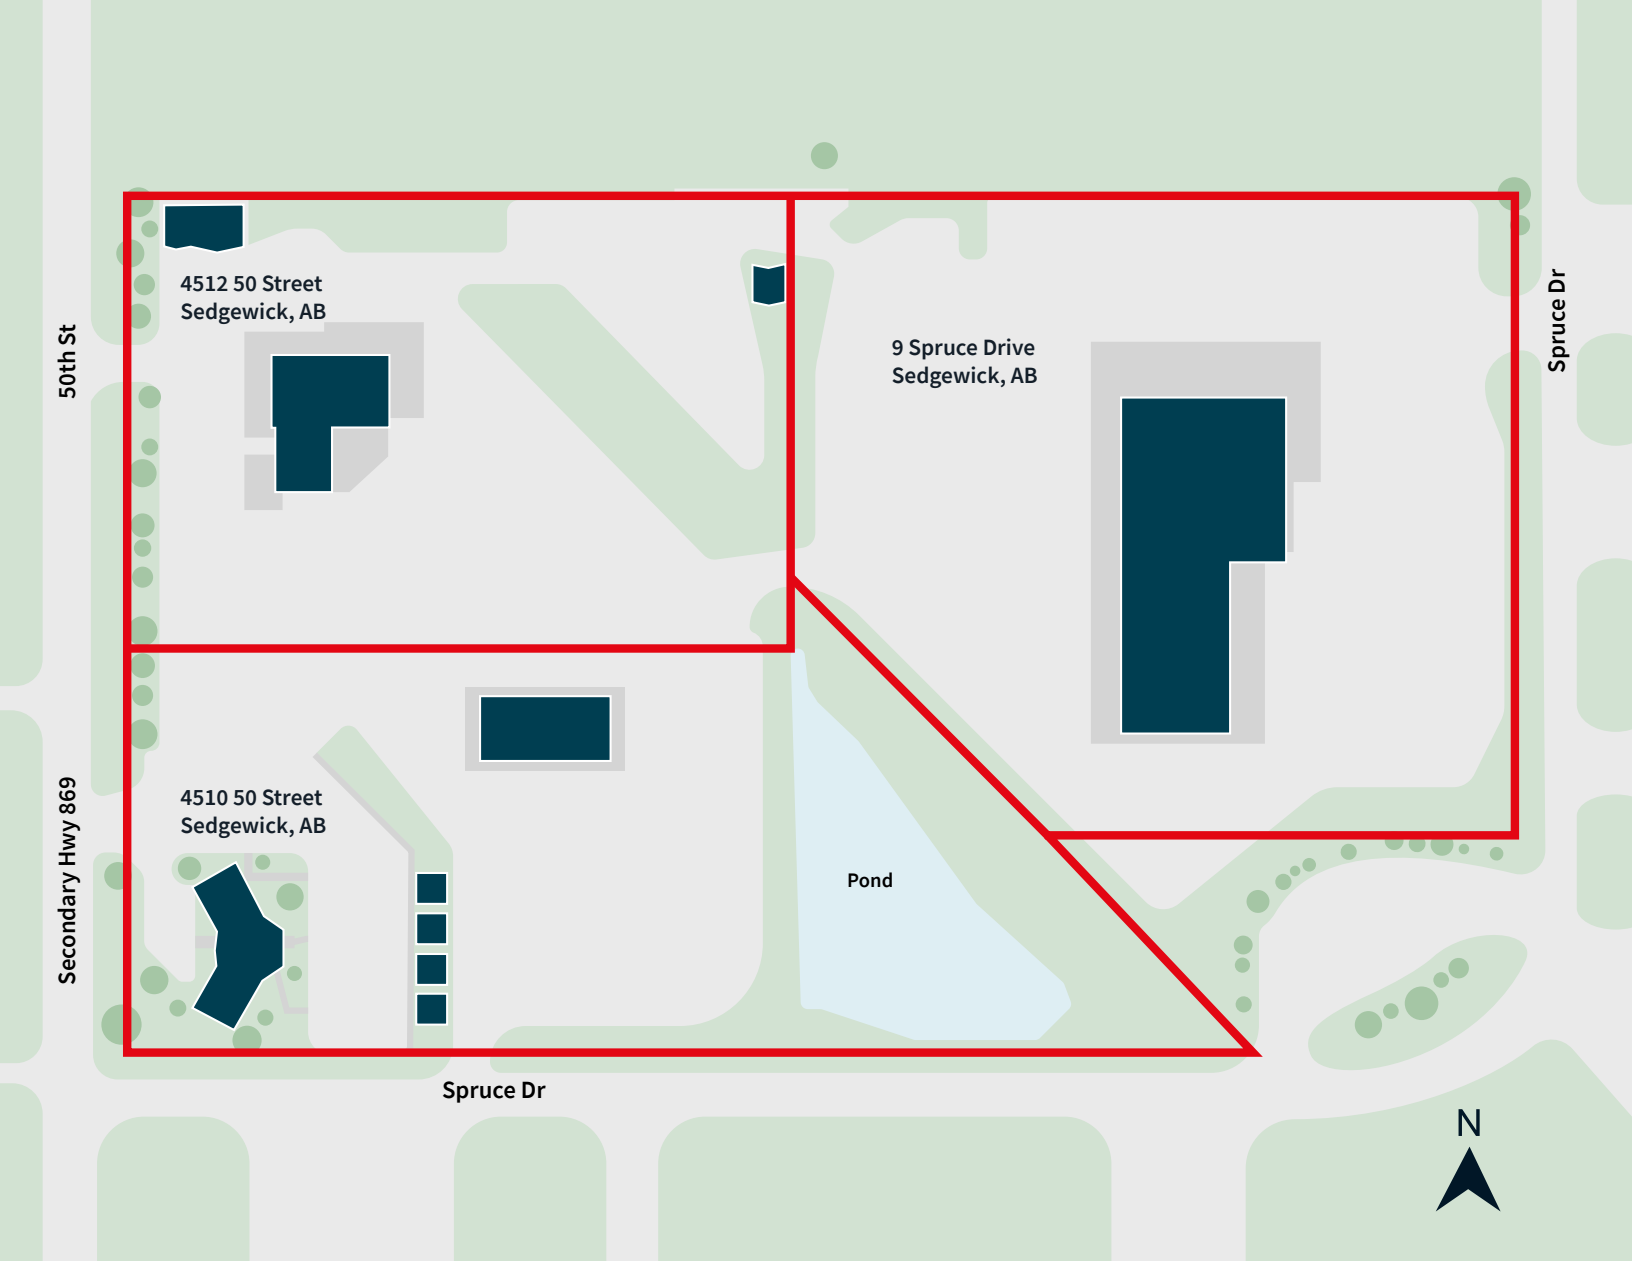 4512 50 Street
Sedgewick, AB
50th St
9 Spruce Drive
Sedgewick, AB
Spruce Dr
4510 50 Street
Sedgewick, AB
Secondary Hwy 869
Pond
Spruce Dr
N